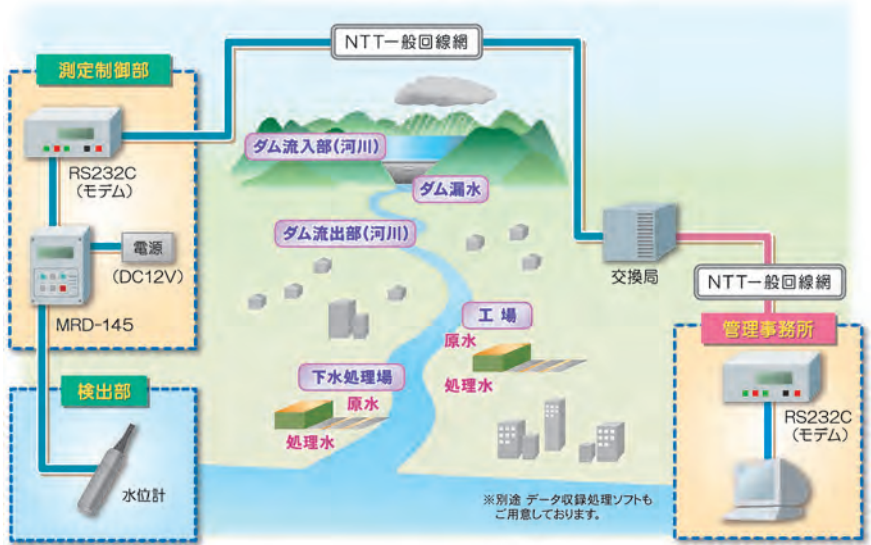 NTT一般回線網
測定制御部
RS232C
(モデム)
電源
(DC12V)
MRD-145
検出部
水位計
ダム流入部(河川)
ダム漏水
ダム流出部(河川)
工場
原水
処理水
下水処理場
原水
処理水
交換局
NTT一般回線網
管理事務所
RS232C
(モデム)
※別途 データ収録処理ソフトも
ご用意しております。